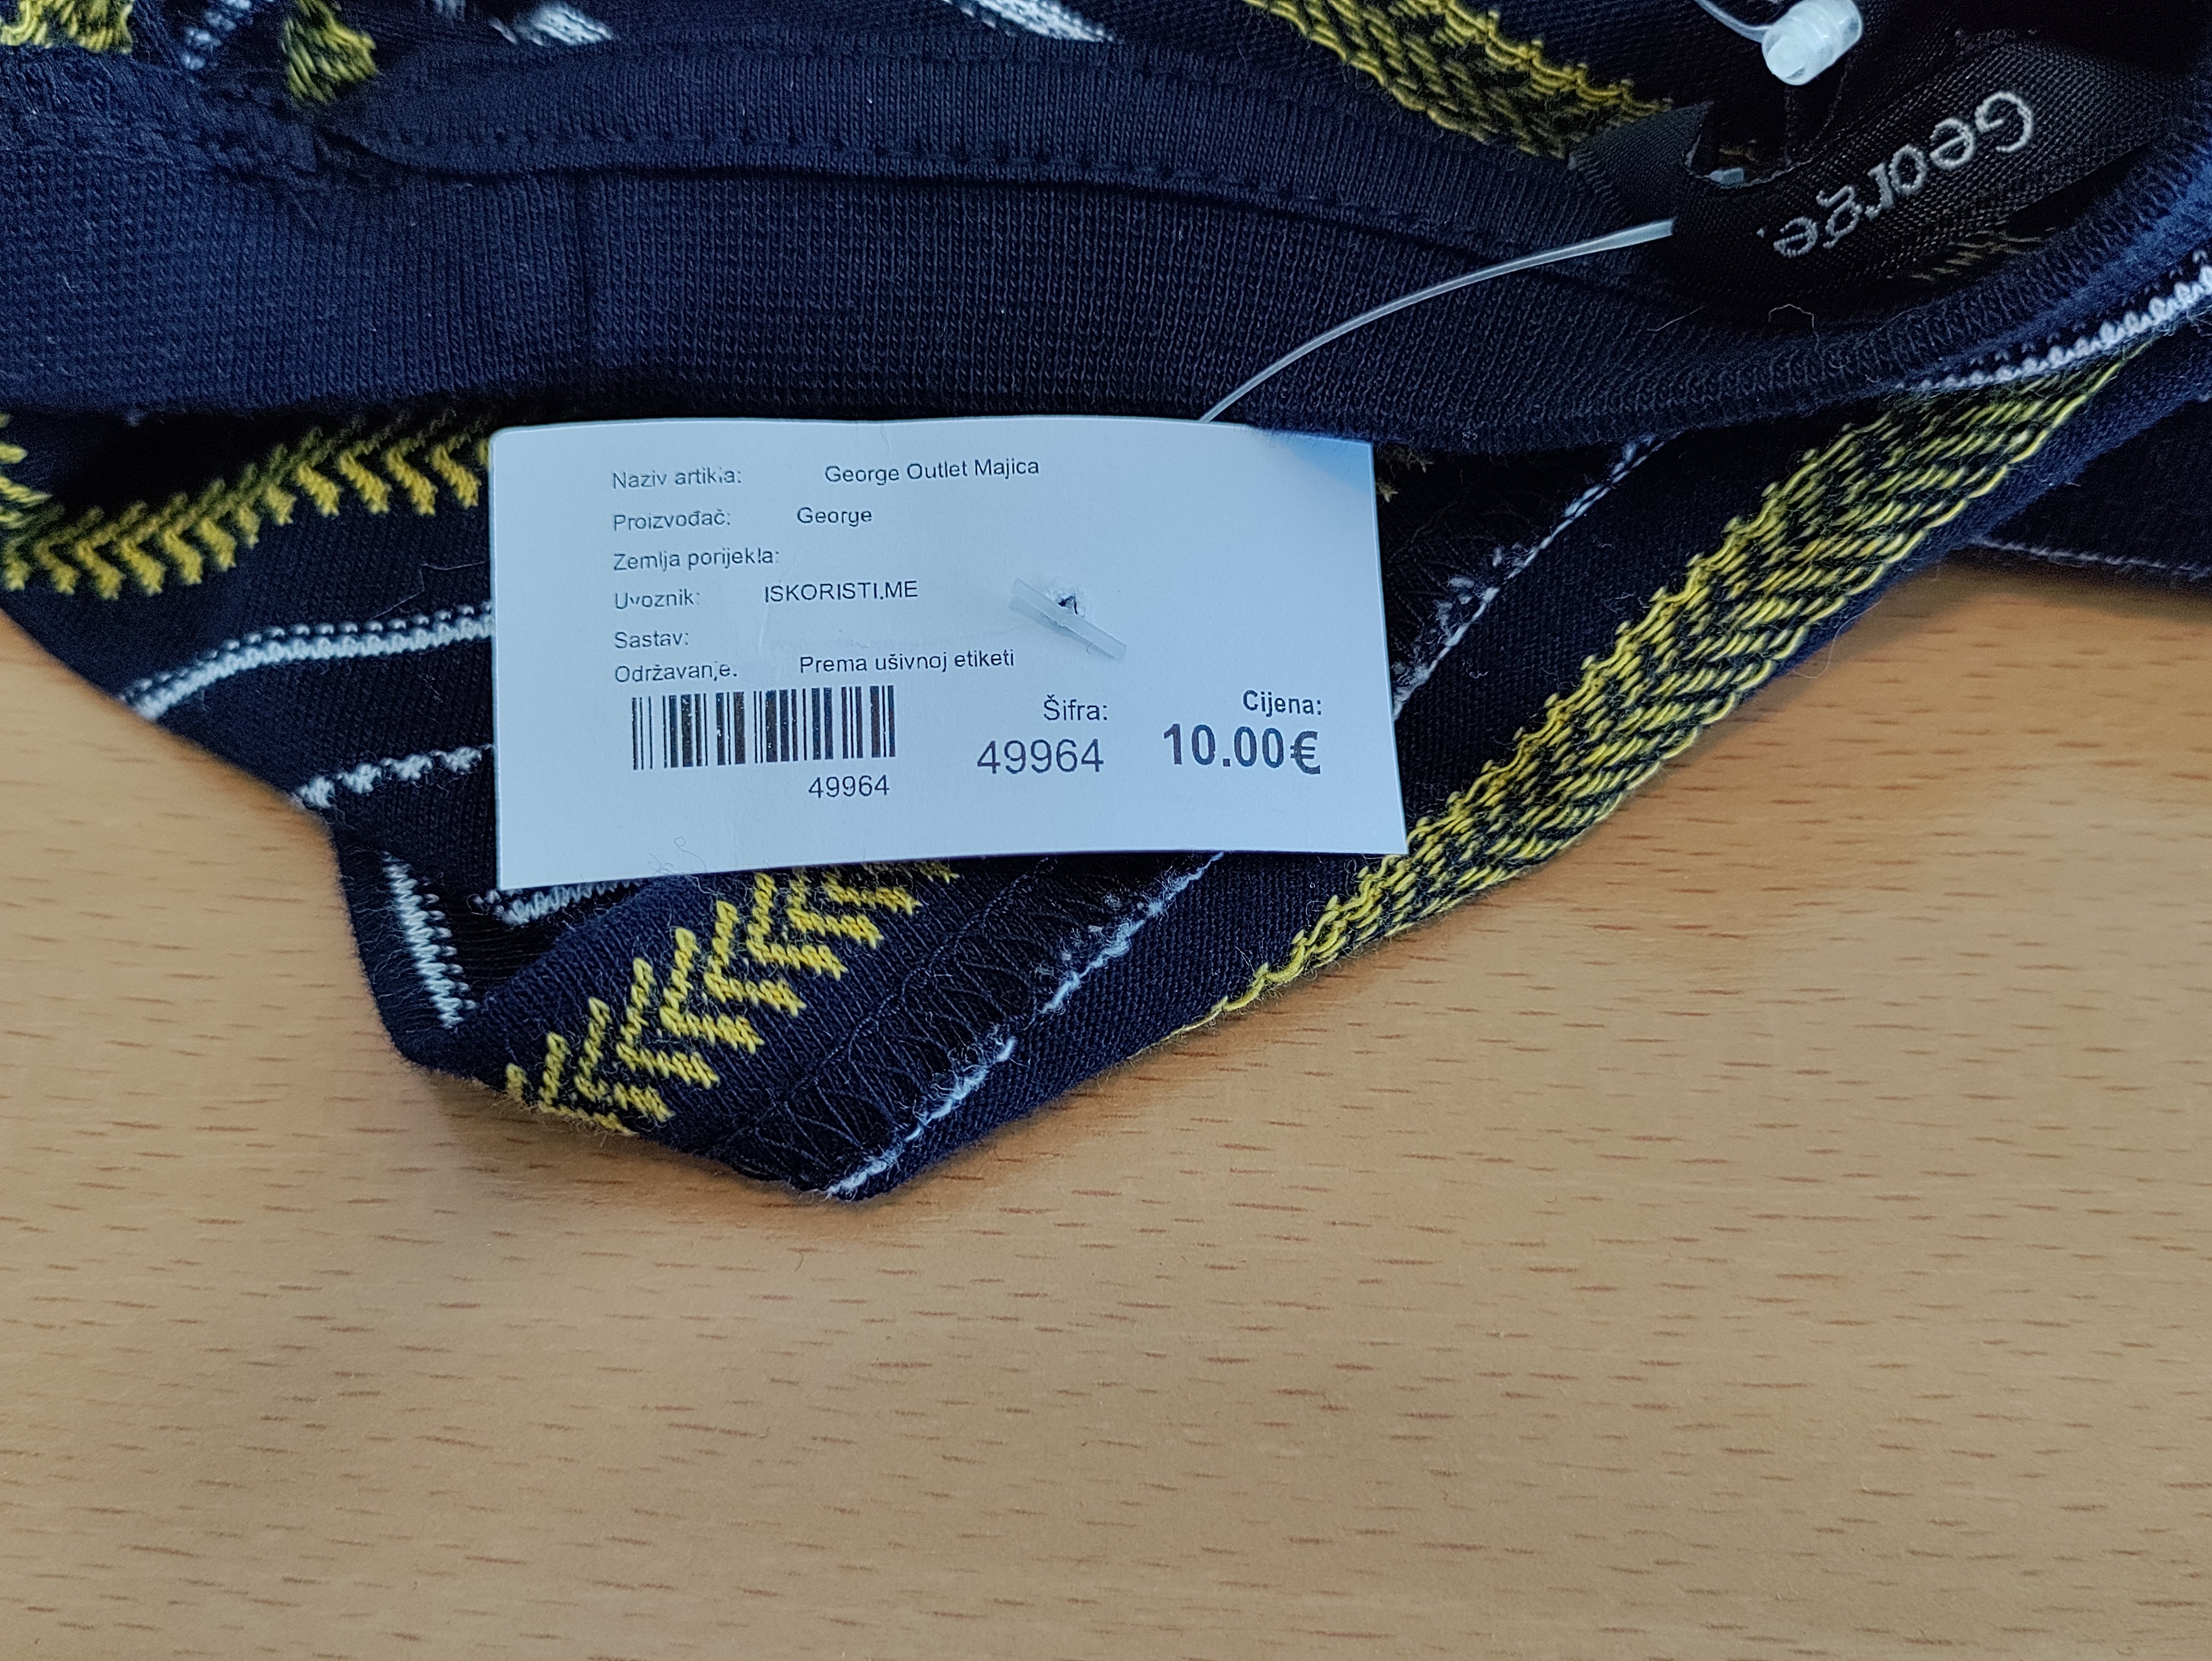 George.
Naziv artikla: George Outlet Majica
Proizvođač: George
Zemlja porijekla:
Uvoznik: ISKORISTI.ME
Sastav:
Održavanje: Prema ušivnoj etiketi
Šifra: Cijena:
49964 10.00€
49964